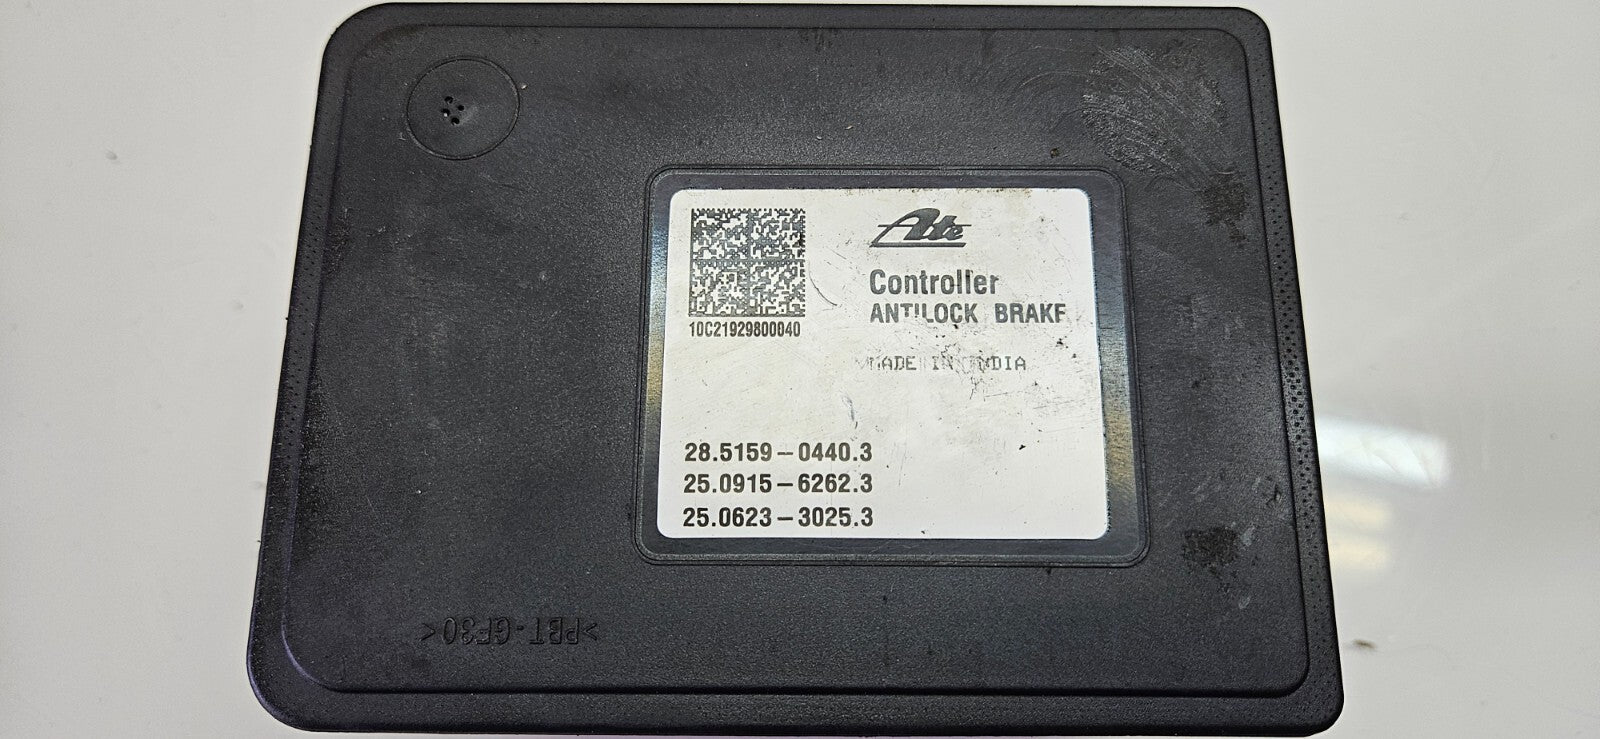 Ate
Controller
ANTILOCK BRAKE
10C21929800040
MADE IN INDIA
28.5159-0440.3
25.0915-6262.3
25.0623-3025.3
>PBT-GF30<